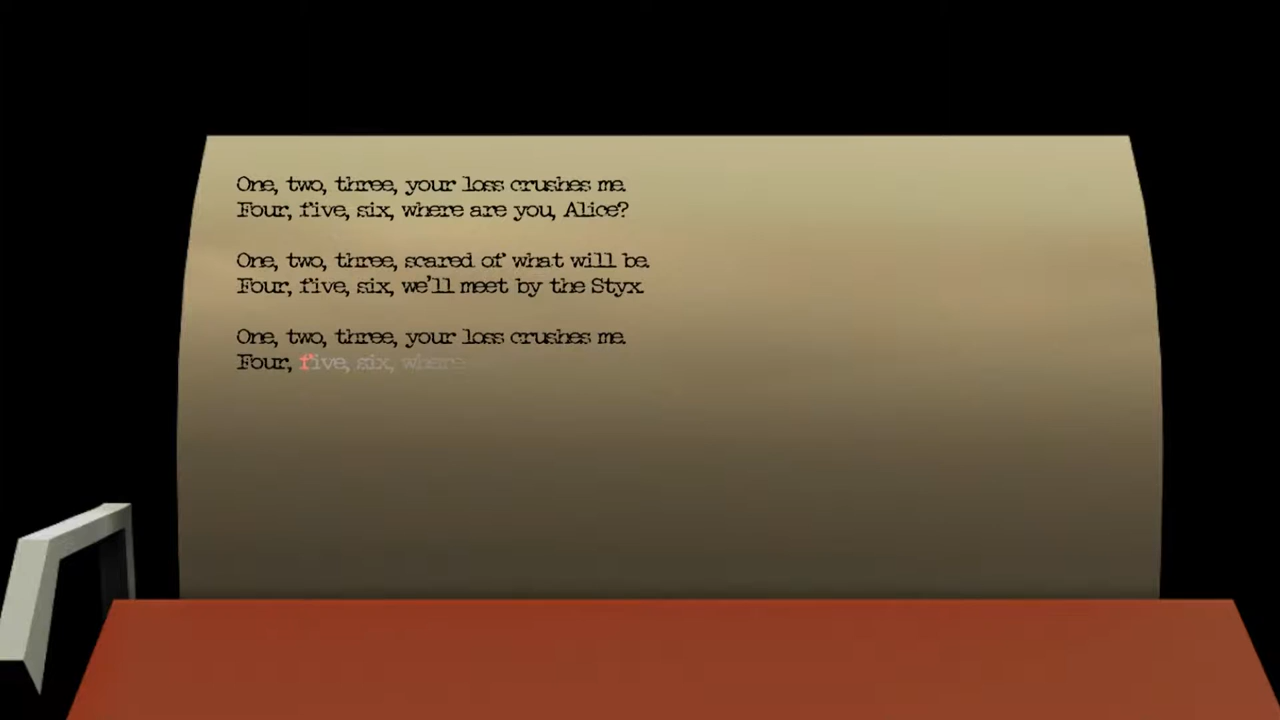 One, two, three, your loss crushes me.
Four, five, six, where are you, Alice?
One, two, three, scared of what will be.
Four, five, six, we'll meet by the Styx.
One, two, three, your loss crushes me.
Four, five, six, where